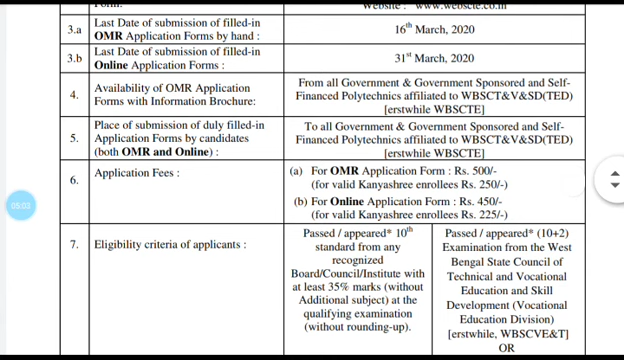 Form:
Website : www.webscte.co.in
3.a
Last Date of submission of filled-in
OMR Application Forms by hand :
16th March, 2020
3.b
Last Date of submission of filled-in
Online Application Forms :
31st March, 2020
4.
Availability of OMR Application
Forms with Information Brochure:
From all Government & Government Sponsored and Self-
Financed Polytechnics affiliated to WBSCT&V&SD(TED)
[erstwhile WBSCTE]
5.
Place of submission of duly filled-in
Application Forms by candidates
(both OMR and Online) :
To all Government & Government Sponsored and Self-
Financed Polytechnics affiliated to WBSCT&V&SD(TED)
[erstwhile WBSCTE]
6.
Application Fees :
(a) For OMR Application Form : Rs. 500/-
(for valid Kanyashree enrollees Rs. 250/-)
(b) For Online Application Form : Rs. 450/-
(for valid Kanyashree enrollees Rs. 225/-)
7.
Eligibility criteria of applicants :
Passed / appeared* 10th
standard from any
recognized
Board/Council/Institute with
at least 35% marks (without
Additional subject) at the
qualifying examination
(without rounding-up).
Passed / appeared* (10+2)
Examination from the West
Bengal State Council of
Technical and Vocational
Education and Skill
Development (Vocational
Education Division)
[erstwhile, WBSCVE&T]
OR
05:03